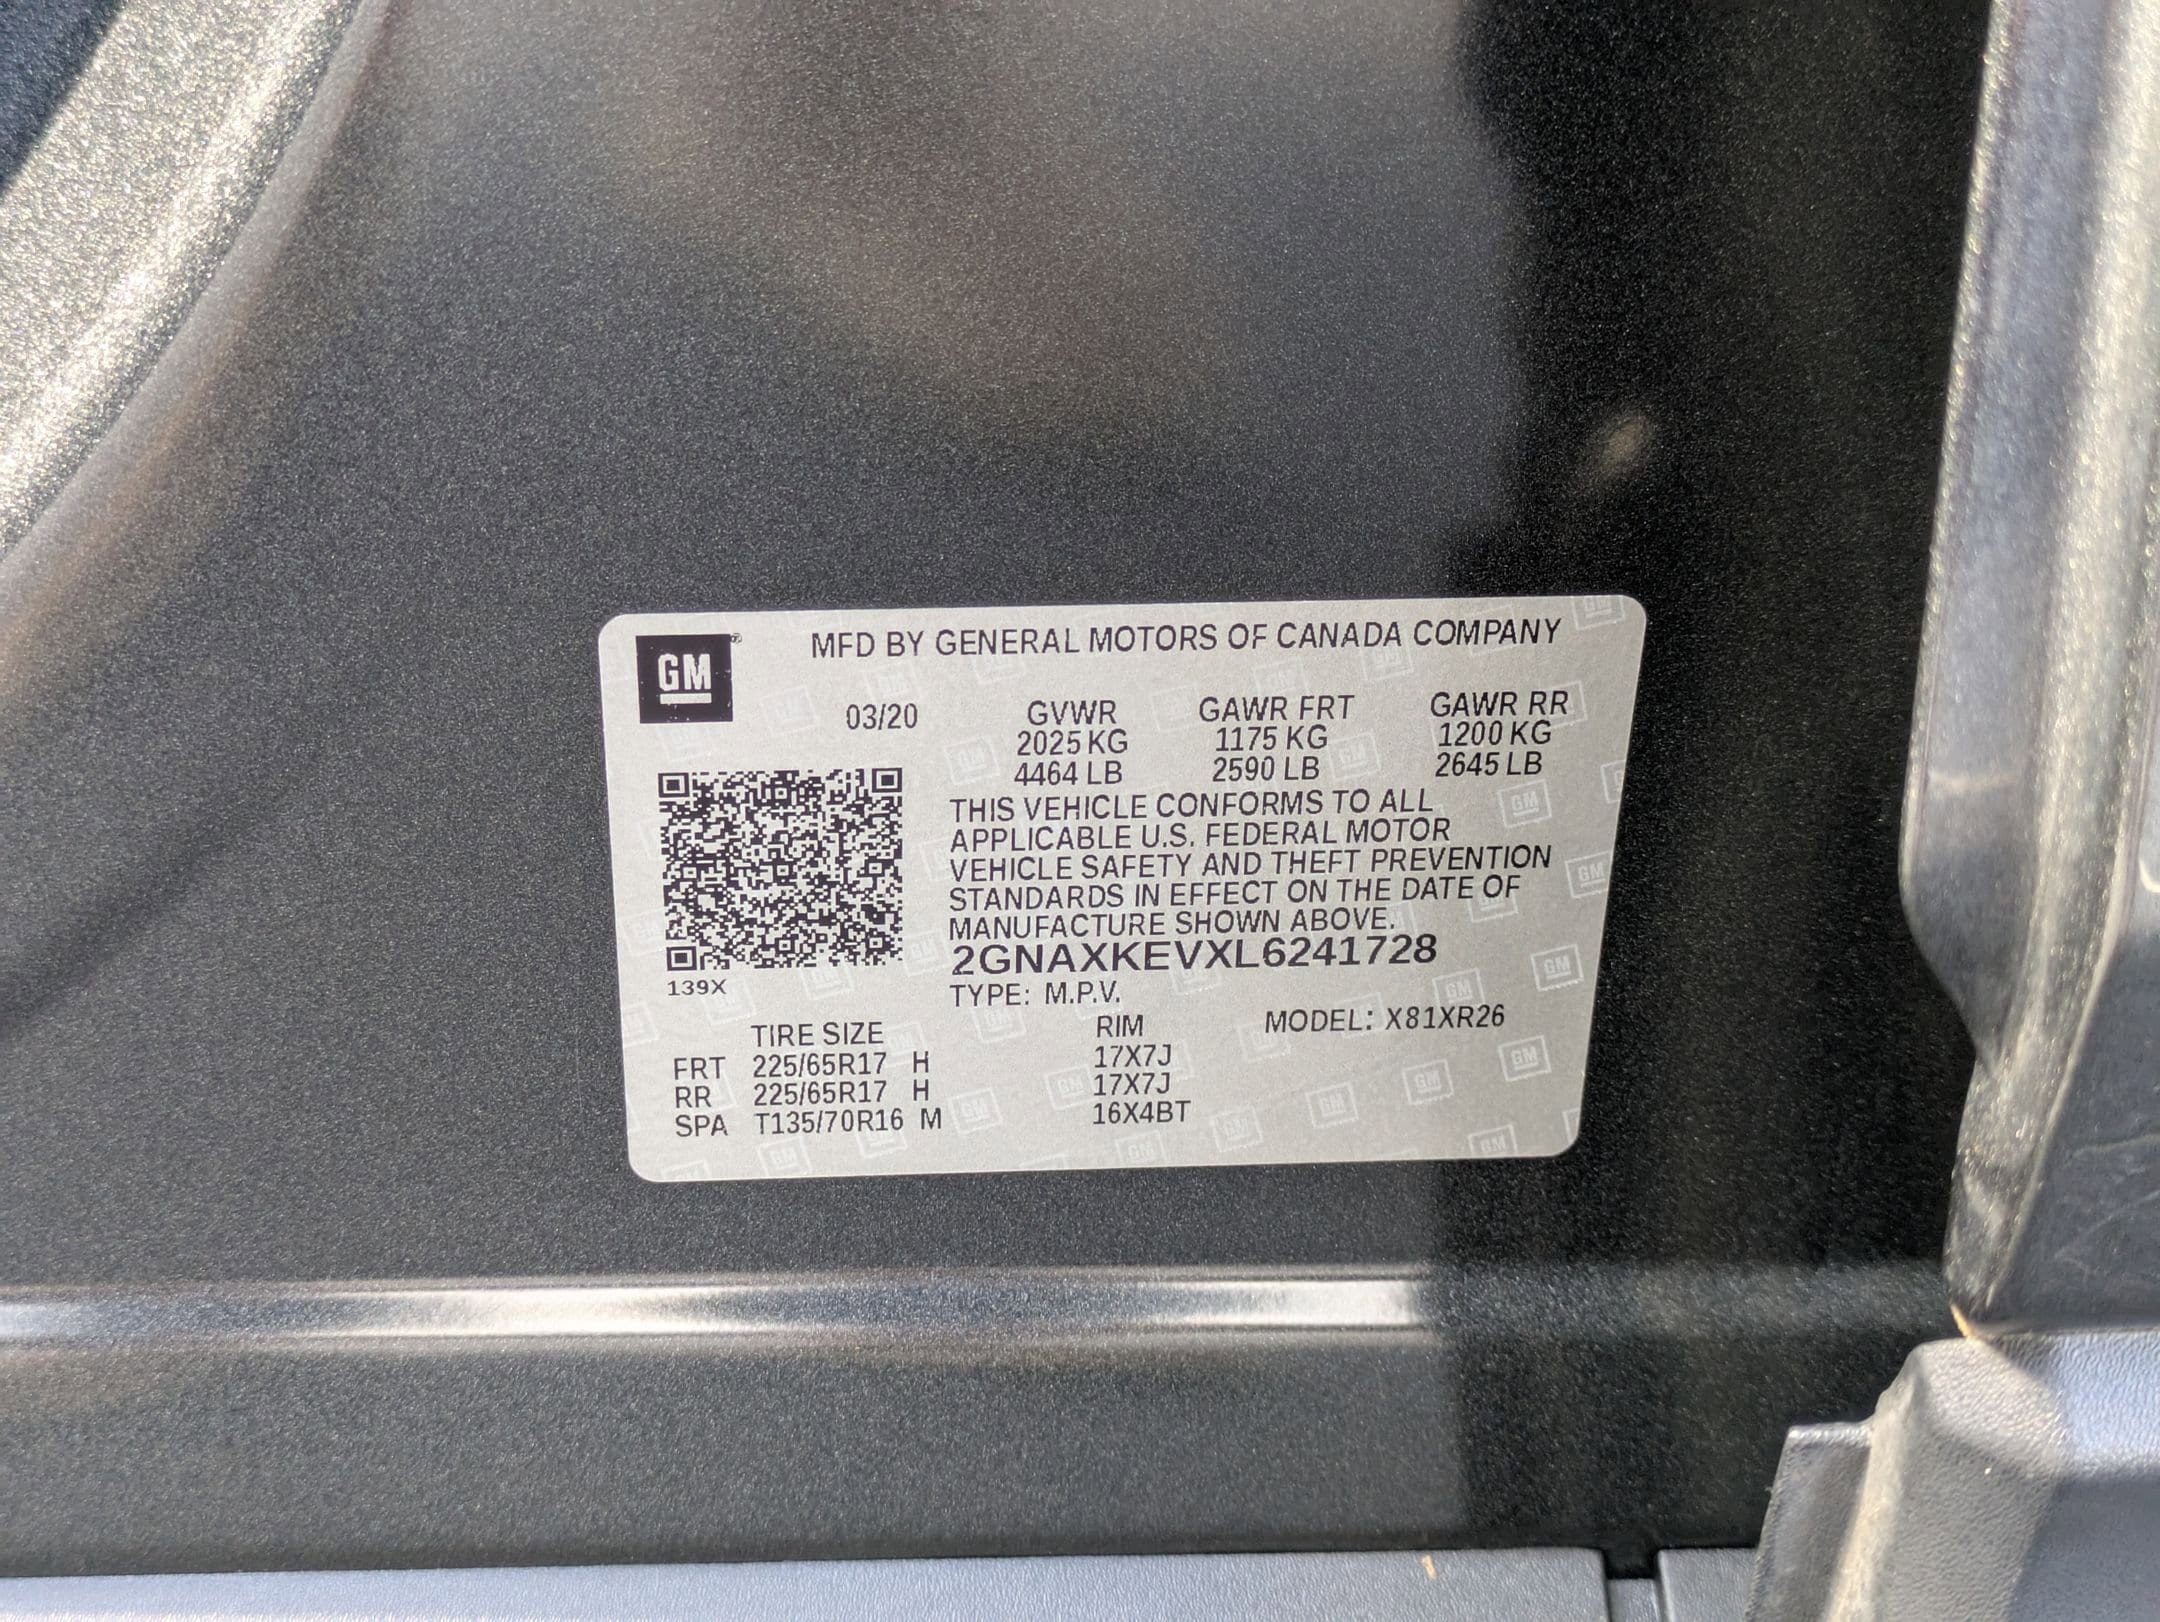 GM
MFD BY GENERAL MOTORS OF CANADA COMPANY
03/20 GVWR GAWR FRT GAWR RR
2025 KG 1175 KG 1200 KG
4464 LB 2590 LB 2645 LB
THIS VEHICLE CONFORMS TO ALL
APPLICABLE U.S. FEDERAL MOTOR
VEHICLE SAFETY AND THEFT PREVENTION
STANDARDS IN EFFECT ON THE DATE OF
MANUFACTURE SHOWN ABOVE.
2GNAXKEVXL6241728
139X
TYPE: M.P.V.
TIRE SIZE RIM MODEL: X81XR26
FRT 225/65R17 H 17X7J
RR 225/65R17 H 17X7J
SPA T135/70R16 M 16X4BT